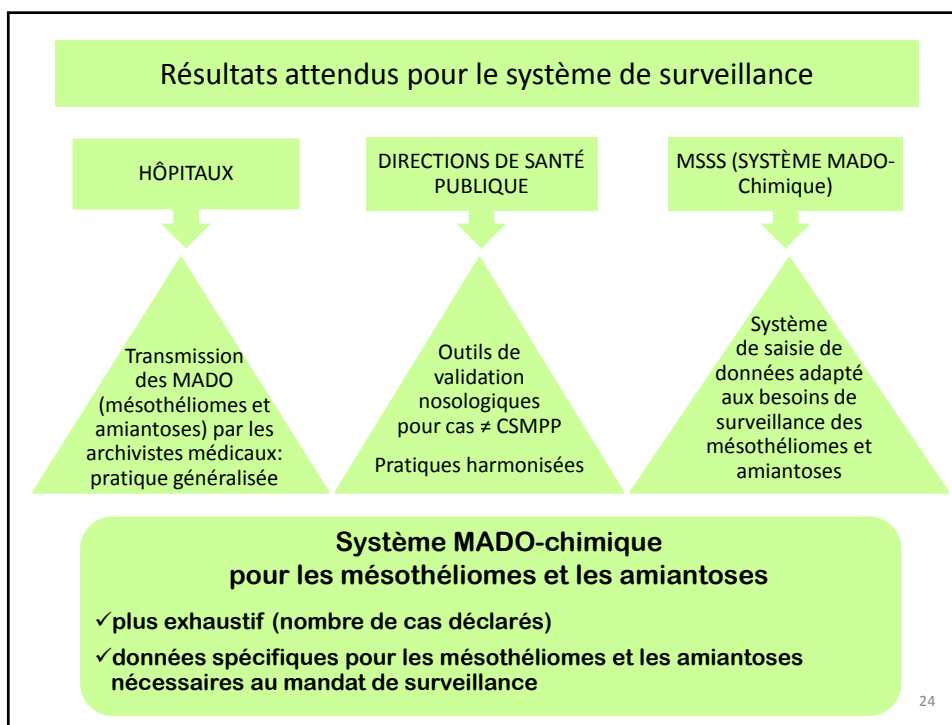 Résultats attendus pour le système de surveillance
HÔPITAUX
Transmission
des MADO
(mésothéliomes et
amiantoses) par les
archivistes médicaux:
pratique généralisée
DIRECTIONS DE SANTÉ
PUBLIQUE
Outils de
validation
nosologiques
pour cas ≠ CSMPP
Pratiques harmonisées
MSSS (SYSTÈME MADO-
Chimique)
Système
de saisie de
données adapté
aux besoins de
surveillance des
mésothéliomes et
amiantoses
Système MADO-chimique
pour les mésothéliomes et les amiantoses
✓plus exhaustif (nombre de cas déclarés)
✓données spécifiques pour les mésothéliomes et les amiantoses
nécessaires au mandat de surveillance
24